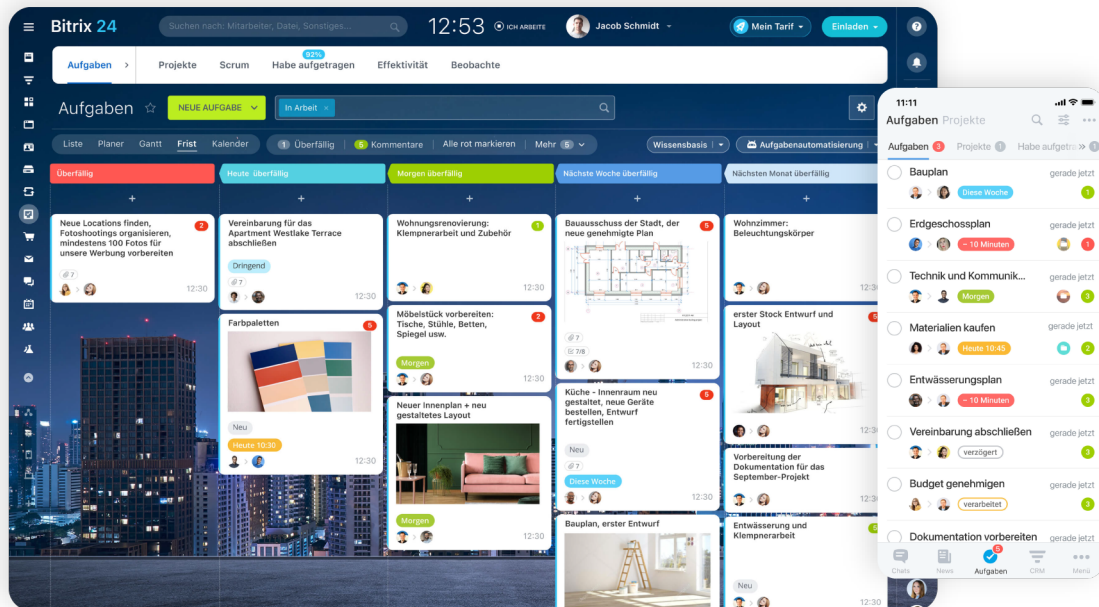 Bitrix 24
Suchen nach: Mitarbeiter, Datei, Sonstiges...
12:53
ICH ARBEITE
Jacob Schmidt
Mein Tarif
Einladen
Aufgaben
Projekte
Scrum
Habe aufgetragen
92%
Effektivität
Beobachte
Aufgaben
NEUE AUFGABE
In Arbeit ×
Liste
Planer
Gantt
Frist
Kalender
1 Überfällig
5 Kommentare
Alle rot markieren
Mehr 5
Wissensbasis
Aufgabenautomatisierung
Überfällig
+
Neue Locations finden,
Fotoshootings organisieren,
mindestens 100 Fotos für
unsere Werbung vorbereiten
2
7
12:30
Heute überfällig
+
Vereinbarung für das
Apartment Westlake Terrace
abschließen
Dringend
7
12:30
Farbpaletten
5
Neu
Heute 10:30
12:30
Morgen überfällig
+
Wohnungsrenovierung:
Klempnerarbeit und Zubehör
1
12:30
Möbelstück vorbereiten:
Tische, Stühle, Betten,
Spiegel usw.
2
Morgen
12:30
Neuer Innenplan + neu
gestaltetes Layout
Morgen
12:30
Nächste Woche überfällig
+
Bauausschuss der Stadt, der
neue genehmigte Plan
5
7
7/8
12:30
Küche - Innenraum neu
gestaltet, neue Geräte
bestellen, Entwurf
fertigstellen
5
Neu
7
Diese Woche
12:30
Bauplan, erster Entwurf
Nächsten Monat überfällig
+
Wohnzimmer:
Beleuchtungskörper
12:30
erster Stock Entwurf und
Layout
5
12:30
Vorbereitung der
Dokumentation für das
September-Projekt
12:30
Entwässerung und
Klempnerarbeit
5
Neu
12:30
11:11
Aufgaben Projekte
Aufgaben 3
Projekte 1
Habe aufgetra
1
Bauplan
gerade jetzt
Diese Woche
1
Erdgeschossplan
gerade jetzt
− 10 Minuten
1
Technik und Kommunik...
gerade jetzt
Morgen
3
Materialien kaufen
gerade jetzt
Heute 10:45
2
Entwässerungsplan
gerade jetzt
− 10 Minuten
3
Vereinbarung abschließen
gerade jetzt
verzögert
3
Budget genehmigen
gerade jetzt
verarbeitet
3
Dokumentation vorbereiten
gerade jetzt
Chats
News
5
Aufgaben
CRM
Menü